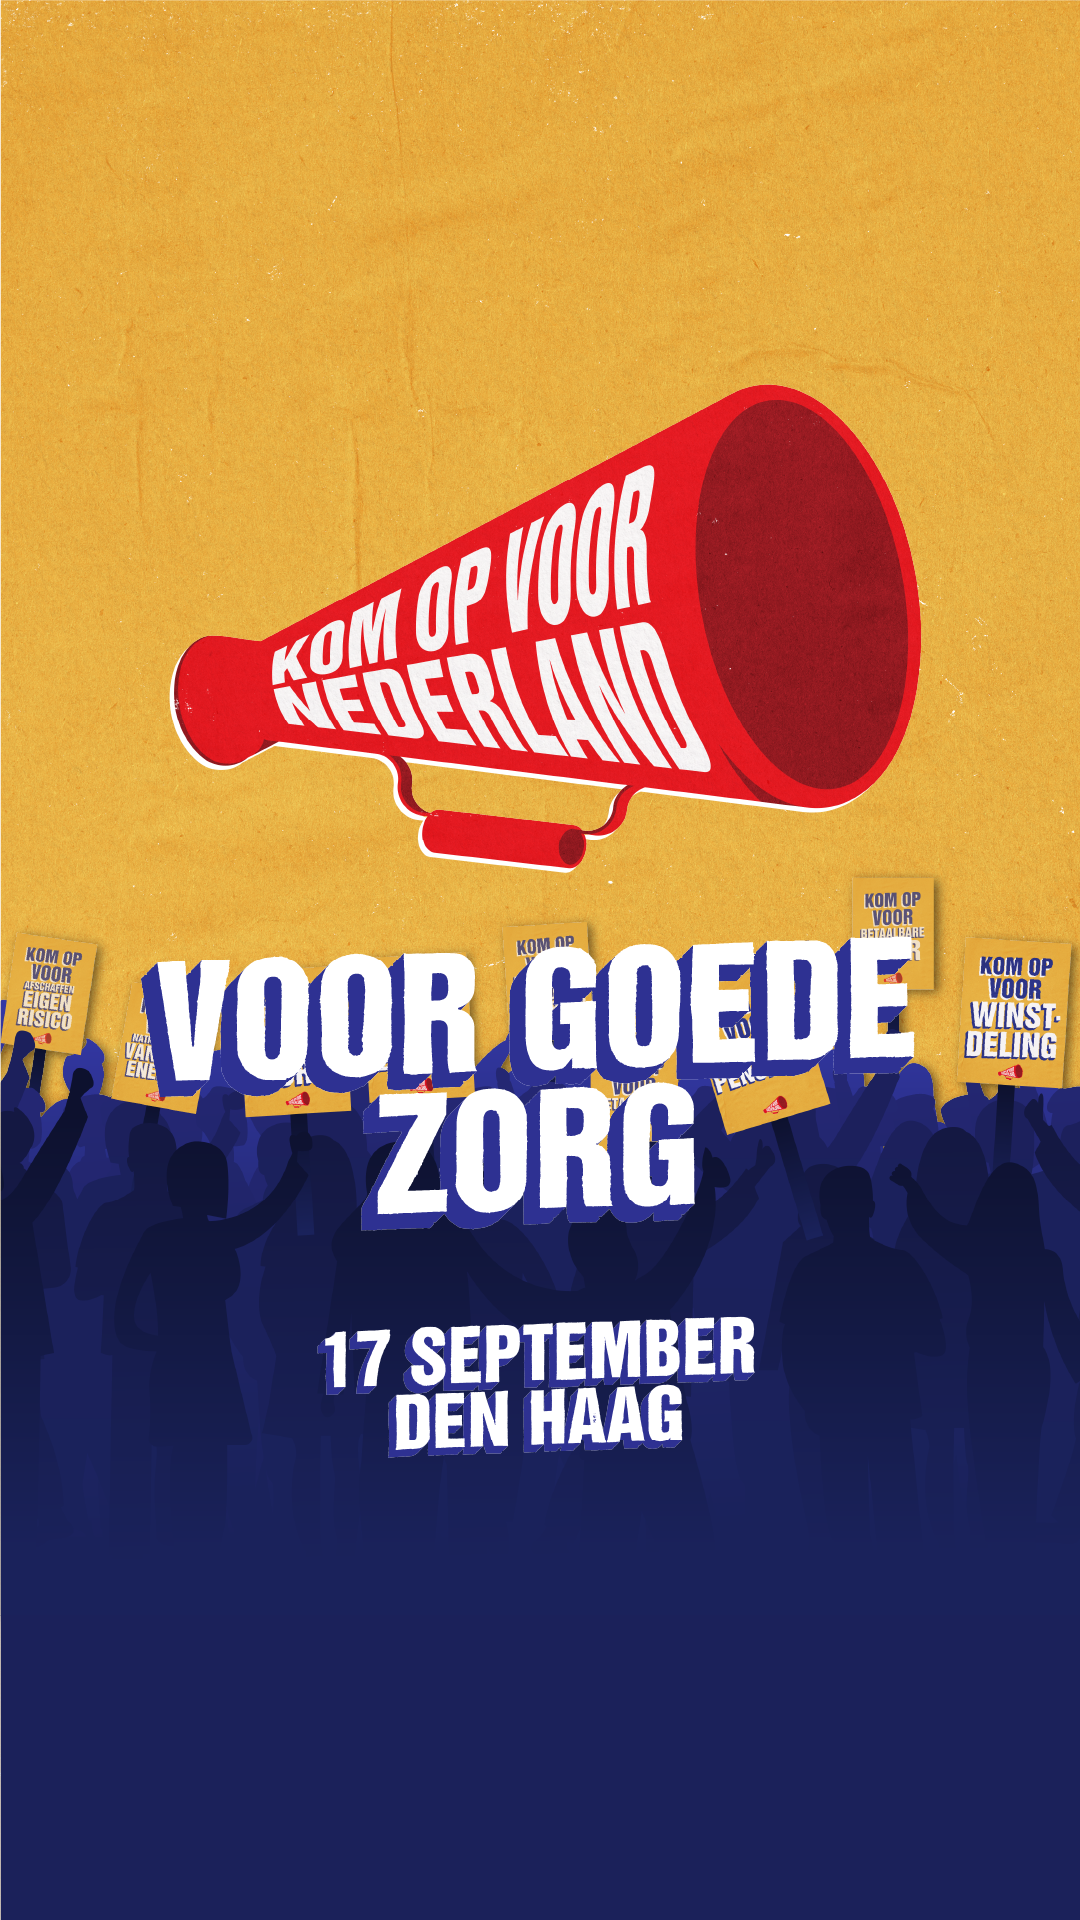 KOM OP VOOR
NEDERLAND
KOM OP
VOOR
BETAALBARE
KOM OP
KOM OP
VOOR
AFSCHAFFEN
EIGEN
RISICO
KOM OP
VOOR
WINST-
DELING
VOOR GOEDE
ZORG
17 SEPTEMBER
DEN HAAG